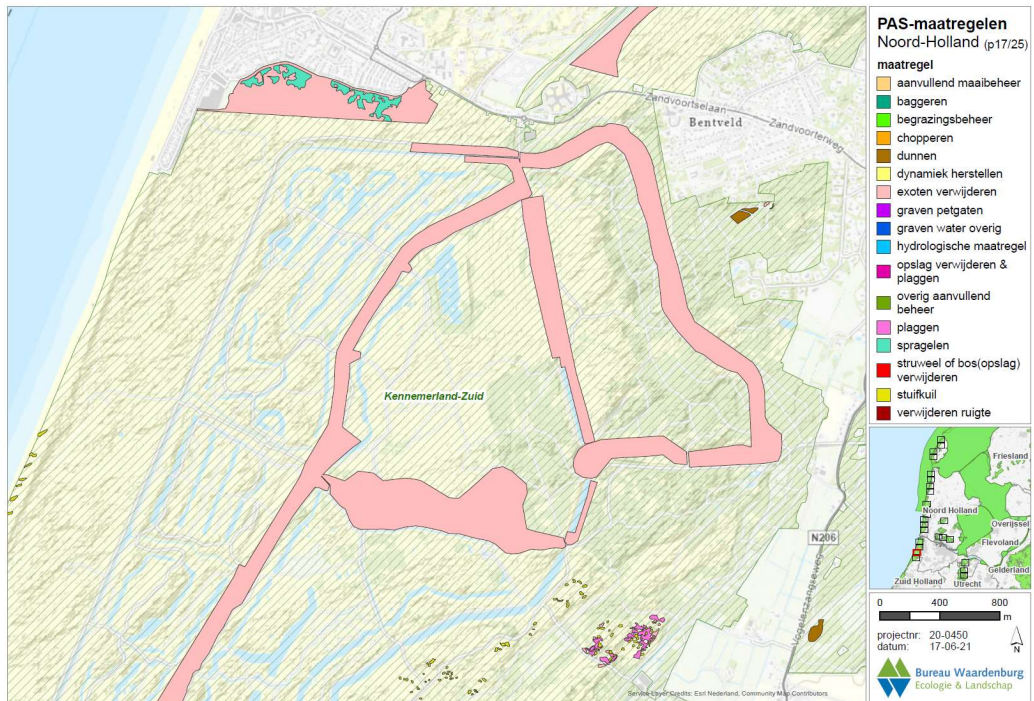 Zandvoortselaan
Zandvoorterweg
Bentveld
Kennemerland-Zuid
N206
Vogelenzangseweg
Service Layer Credits: Esri Nederland, Community Map Contributors
PAS-maatregelen
Noord-Holland (p17/25)
maatregel
aanvullend maaibeheer
baggeren
begrazingsbeheer
chopperen
dunnen
dynamiek herstellen
exoten verwijderen
graven petgaten
graven water overig
hydrologische maatregel
opslag verwijderen &
plaggen
overig aanvullend
beheer
plaggen
spragelen
struweel of bos(opslag)
verwijderen
stuifkuil
verwijderen ruigte
Friesland
Noord Holland
Overijssel
Flevoland
Gelderland
Zuid Holland
Utrecht
0 400 800
m
projectnr: 20-0450
datum: 17-06-21
N
Bureau Waardenburg
Ecologie & Landschap